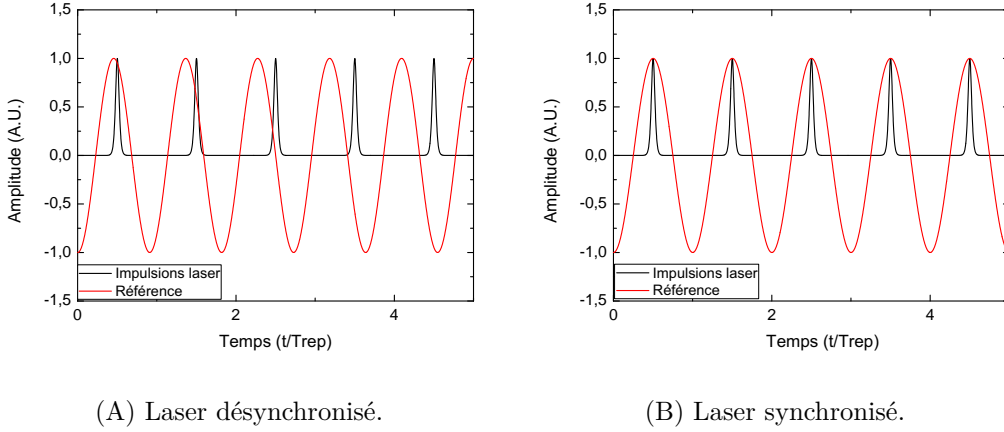 1,5
1,0
0,5
0,0
-0,5
-1,0
-1,5
Amplitude (A.U.)
Impulsions laser
Référence
0
2
4
Temps (t/Trep)
(A) Laser désynchronisé.
1,5
1,0
0,5
0,0
-0,5
-1,0
-1,5
Amplitude (A.U.)
Impulsions laser
Référence
0
2
4
Temps (t/Trep)
(B) Laser synchronisé.